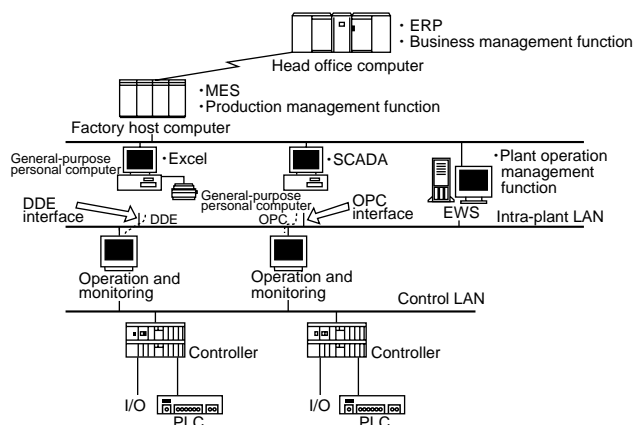 ・ERP
・Business management function
Head office computer
・MES
・Production management function
Factory host computer
General-purpose
personal computer
・Excel
・SCADA
・Plant operation
management
function
General-purpose
personal computer
DDE
interface
DDE
OPC
OPC
interface
EWS
Intra-plant LAN
Operation and
monitoring
Operation and
monitoring
Control LAN
Controller
Controller
I/O
PLC
I/O
PLC